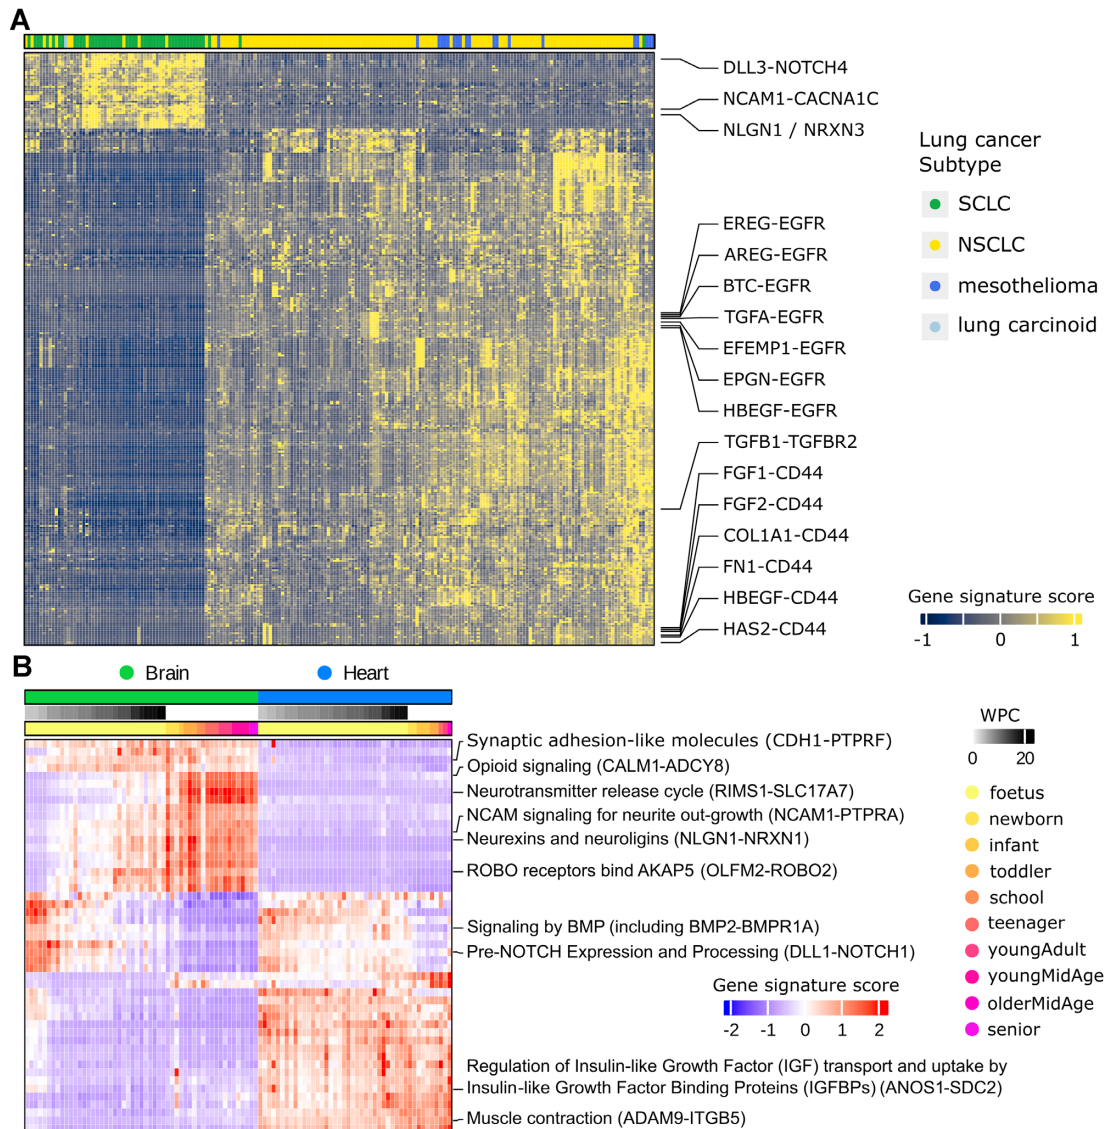 A
DLL3-NOTCH4
NCAM1-CACNA1C
NLGN1 / NRXN3
EREG-EGFR
AREG-EGFR
BTC-EGFR
TGFA-EGFR
EFEMP1-EGFR
EPGN-EGFR
HBEGF-EGFR
TGFB1-TGFBR2
FGF1-CD44
FGF2-CD44
COL1A1-CD44
FN1-CD44
HBEGF-CD44
HAS2-CD44
Lung cancer
Subtype
SCLC
NSCLC
mesothelioma
lung carcinoid
Gene signature score
-1 0 1
B
Brain Heart
Synaptic adhesion-like molecules (CDH1-PTPRF)
Opioid signaling (CALM1-ADCY8)
Neurotransmitter release cycle (RIMS1-SLC17A7)
NCAM signaling for neurite out-growth (NCAM1-PTPRA)
Neurexins and neuroligins (NLGN1-NRXN1)
ROBO receptors bind AKAP5 (OLFM2-ROBO2)
Signaling by BMP (including BMP2-BMPR1A)
Pre-NOTCH Expression and Processing (DLL1-NOTCH1)
Gene signature score
-2 -1 0 1 2
Regulation of Insulin-like Growth Factor (IGF) transport and uptake by
Insulin-like Growth Factor Binding Proteins (IGFBPs) (ANOS1-SDC2)
Muscle contraction (ADAM9-ITGB5)
WPC
0 20
foetus
newborn
infant
toddler
school
teenager
youngAdult
youngMidAge
olderMidAge
senior